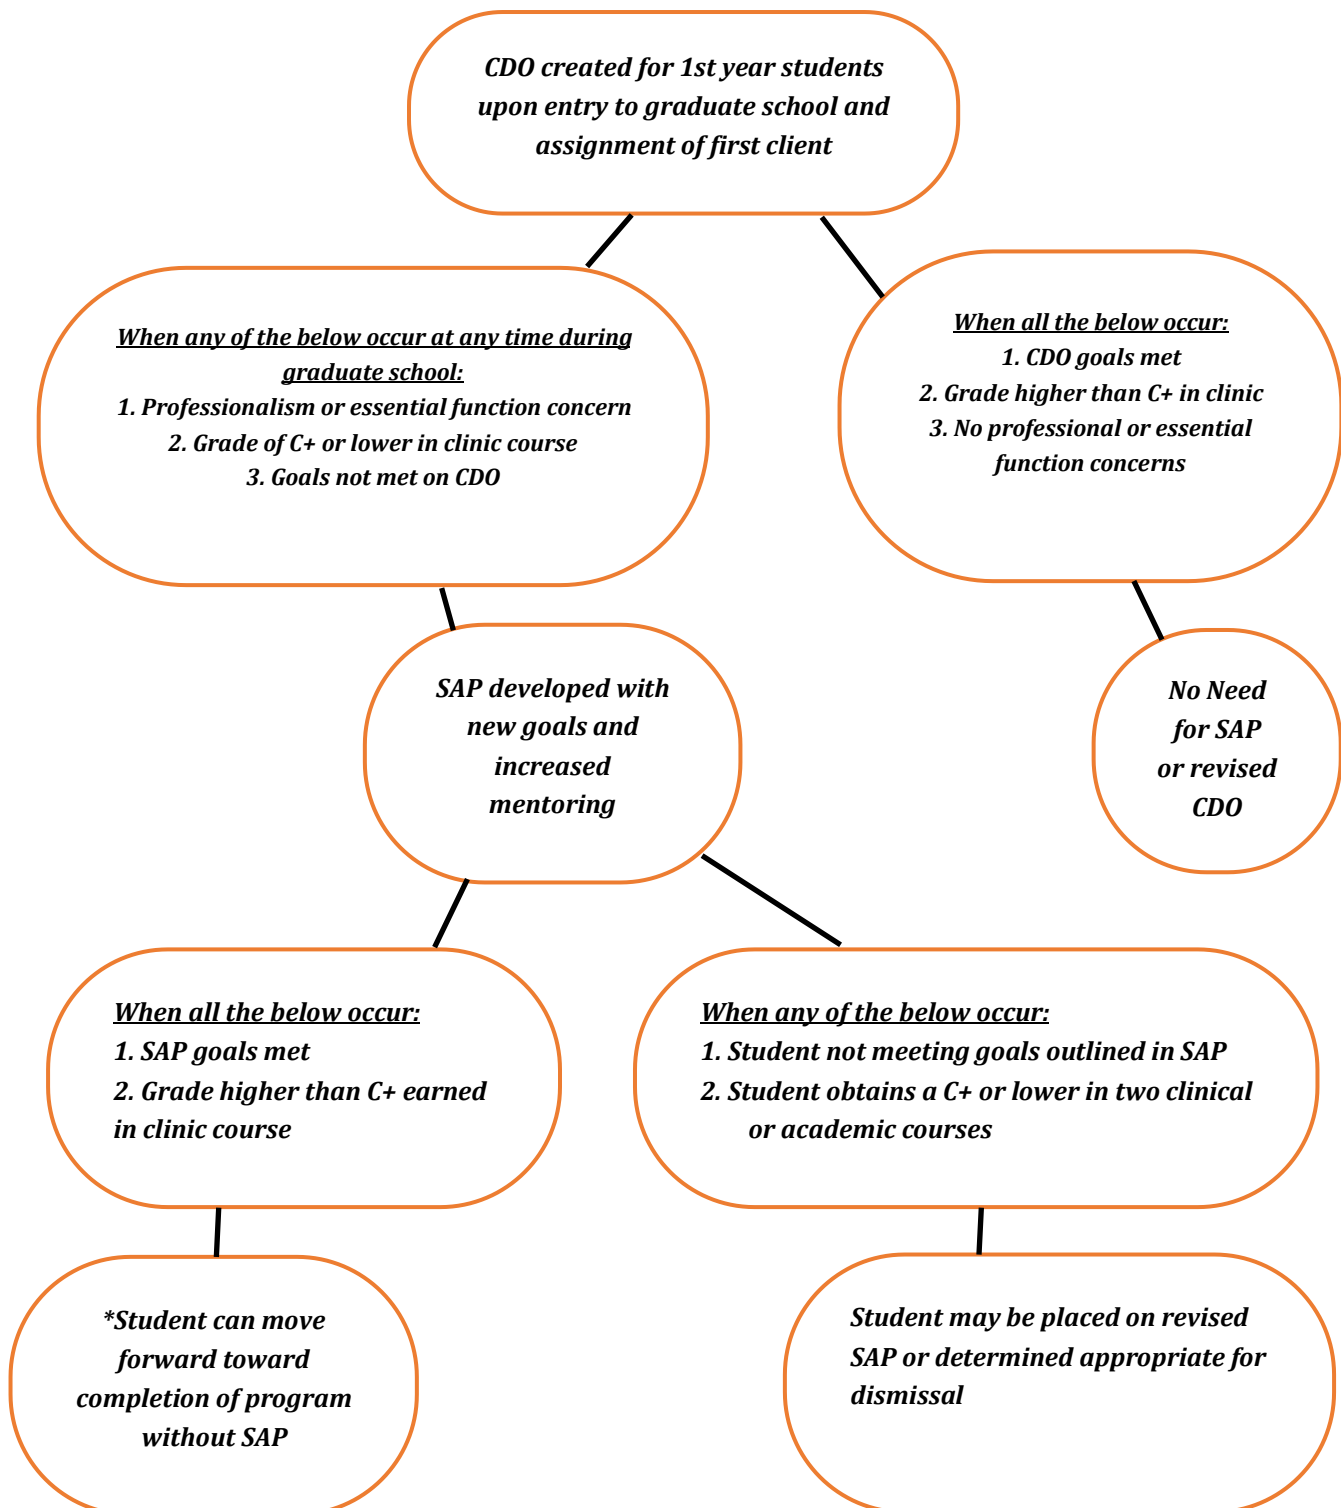 CDO created for 1st year students
upon entry to graduate school and
assignment of first client
When any of the below occur at any time during
graduate school:
1. Professionalism or essential function concern
2. Grade of C+ or lower in clinic course
3. Goals not met on CDO
When all the below occur:
1. CDO goals met
2. Grade higher than C+ in clinic
3. No professional or essential
function concerns
SAP developed with
new goals and
increased
mentoring
No Need
for SAP
or revised
CDO
When all the below occur:
1. SAP goals met
2. Grade higher than C+ earned
in clinic course
When any of the below occur:
1. Student not meeting goals outlined in SAP
2. Student obtains a C+ or lower in two clinical
or academic courses
*Student can move
forward toward
completion of program
without SAP
Student may be placed on revised
SAP or determined appropriate for
dismissal